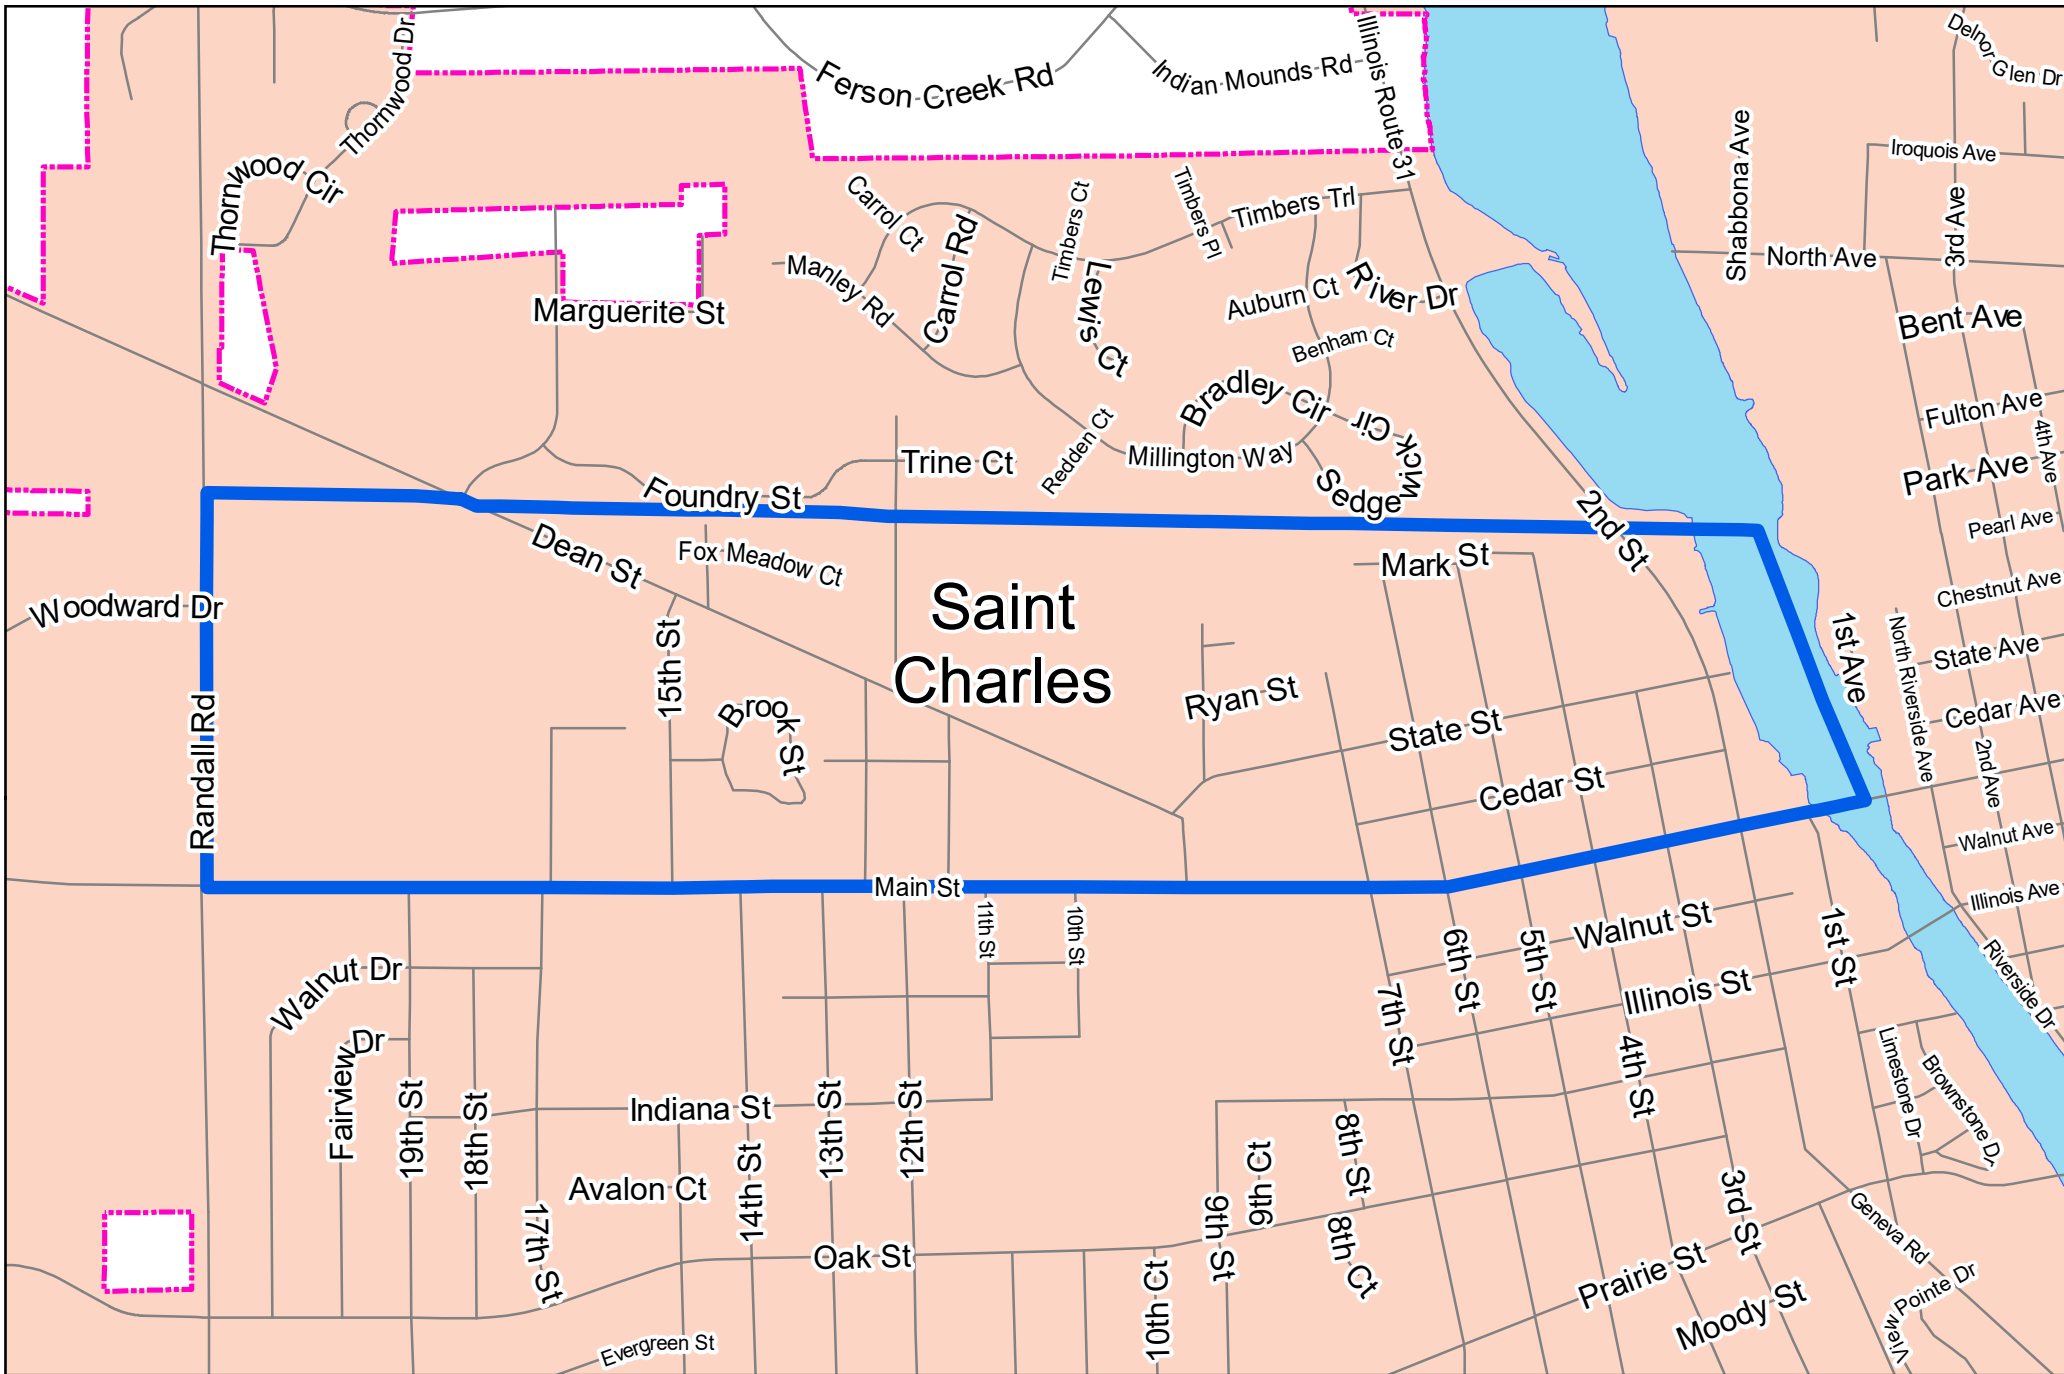 Thornwood Dr
Ferson Creek Rd
Indian Mounds Rd
Illinois Route 31
Delnor Glen Dr
Iroquois Ave
Shabbona Ave
3rd Ave
North Ave
Thornwood Cir
Carrol Ct
Carrol Rd
Timbers Ct
Timbers Pl
Timbers Trl
Manley Rd
Lewis Ct
Auburn Ct
River Dr
Marguerite St
Benham Ct
Bent Ave
Bradley Cir
Sedgewick Cir
Fulton Ave
4th Ave
Trine Ct
Redden Ct
Millington Way
Park Ave
Foundry St
2nd St
Pearl Ave
Dean St
Fox Meadow Ct
Mark St
Chestnut Ave
Woodward Dr
Saint
Charles
1st Ave
North Riverside Ave
State Ave
15th St
Ryan St
Cedar Ave
Brook St
State St
2nd Ave
Randall Rd
Cedar St
Walnut Ave
Main St
Illinois Ave
11th St
10th St
Walnut St
6th St
5th St
1st St
Riverside Dr
Walnut Dr
Illinois St
7th St
Fairview Dr
4th St
Limestone Dr
Brownstone Dr
19th St
18th St
Indiana St
13th St
12th St
14th St
8th St
9th Ct
Avalon Ct
17th St
9th St
8th Ct
3rd St
Geneva Rd
Oak St
10th Ct
Prairie St
Moody St
Pointe Dr
View
Evergreen St